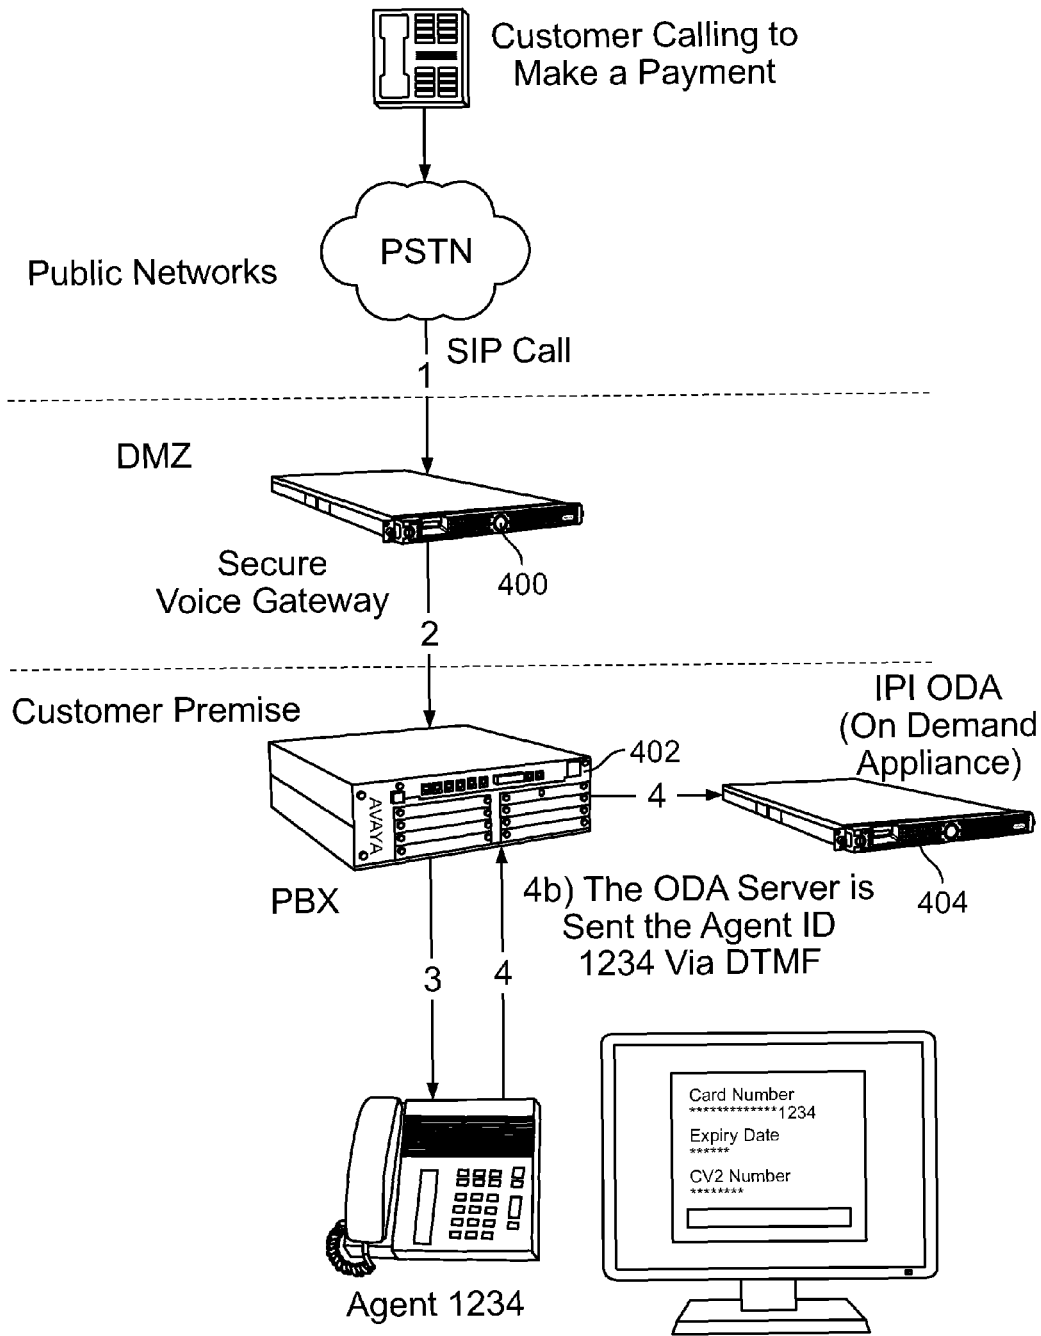 Customer Calling to
Make a Payment
PSTN
Public Networks
SIP Call
1
DMZ
Secure
Voice Gateway
400
2
Customer Premise
IPI ODA
(On Demand
Appliance)
402
4
AVAYA
PBX
4b) The ODA Server is
Sent the Agent ID
1234 Via DTMF
404
3
4
Card Number
*************1234
Expiry Date
******
CV2 Number
********
Agent 1234